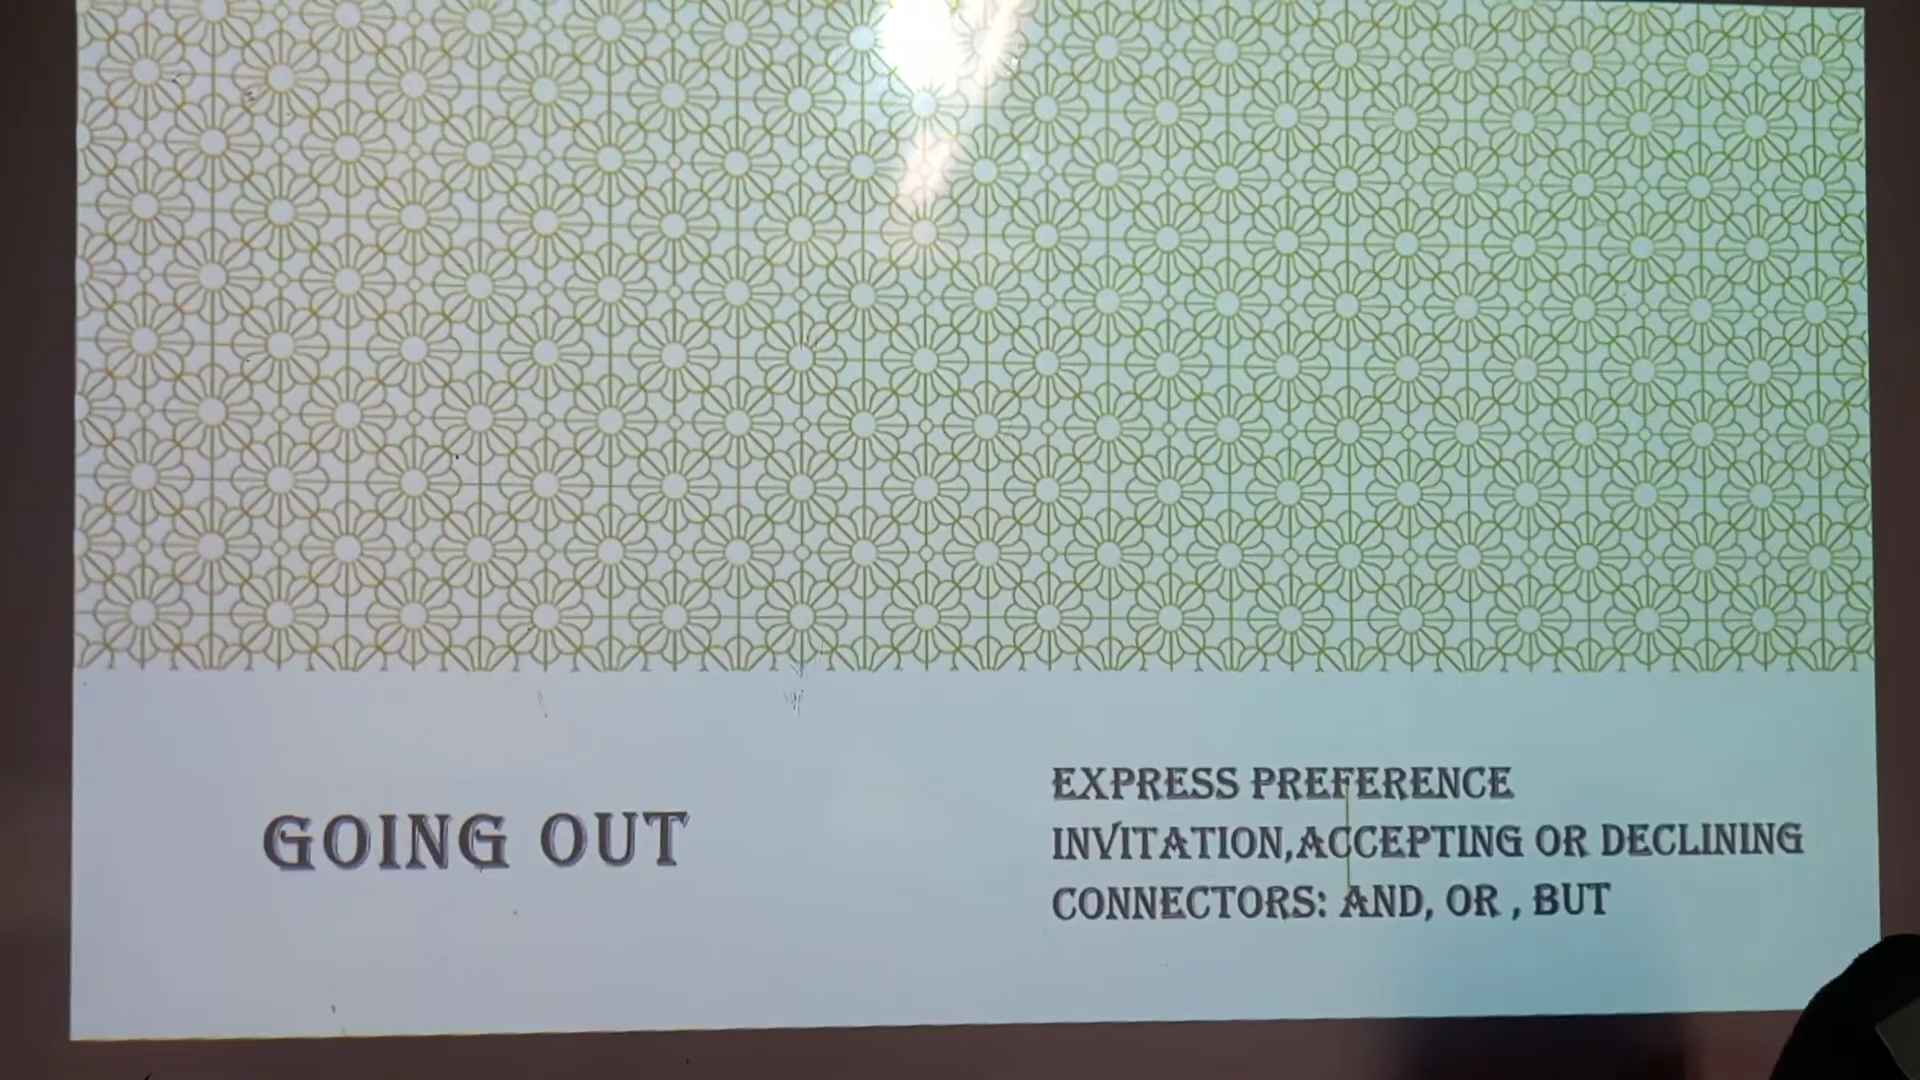 GOING OUT
EXPRESS PREFERENCE
INVITATION,ACCEPTING OR DECLINING
CONNECTORS: AND, OR , BUT